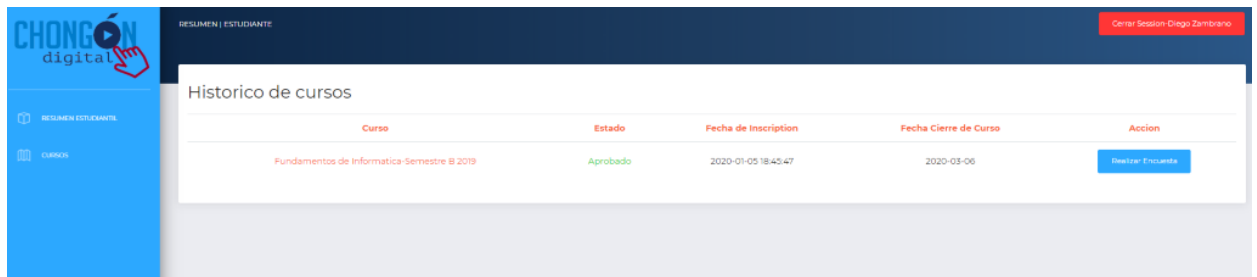 CHONGÓN
digital
RESUMEN | ESTUDIANTE
Cerrar Session-Diego Zambrano
RESUMEN ESTUDIANTIL
CURSOS
Historico de cursos
Curso Estado Fecha de Inscription Fecha Cierre de Curso Accion
Fundamentos de Informatica-Semestre B 2019 Aprobado 2020-01-05 18:45:47 2020-03-06 Realizar Encuesta